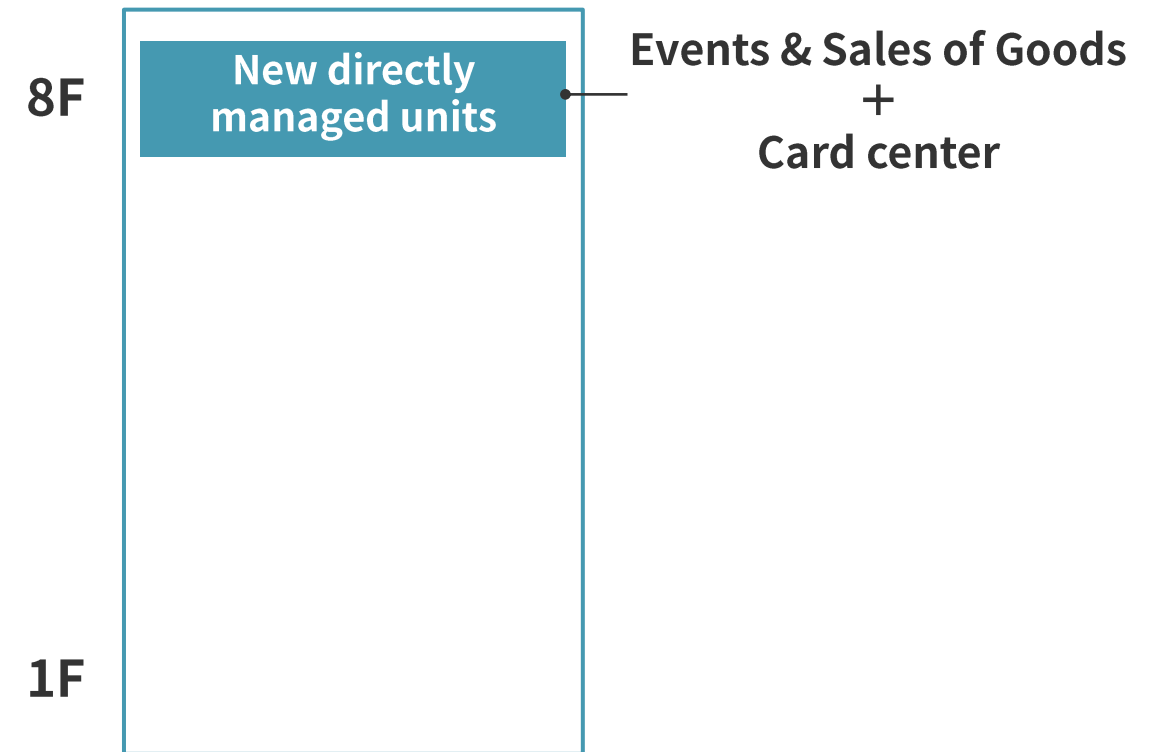 8F
New directly
managed units
Events & Sales of Goods
+
Card center
1F